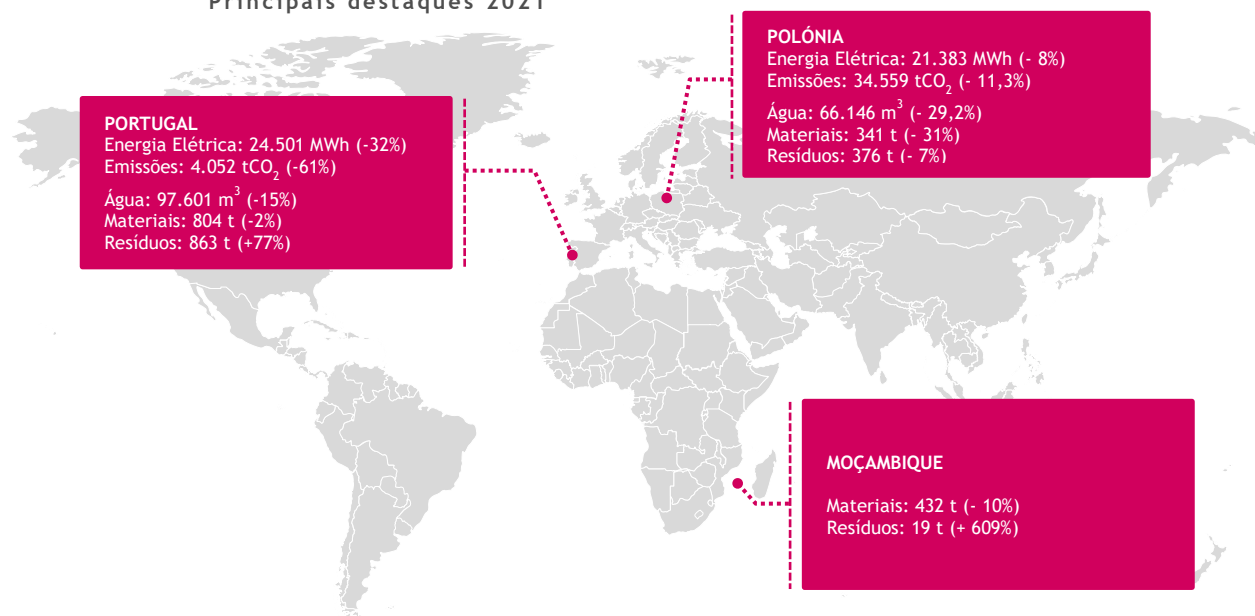 Principais destaques 2021
POLÓNIA
Energia Elétrica: 21.383 MWh (- 8%)
Emissões: 34.559 tCO₂ (- 11,3%)
Água: 66.146 m³ (- 29,2%)
Materiais: 341 t (- 31%)
Resíduos: 376 t (- 7%)
PORTUGAL
Energia Elétrica: 24.501 MWh (-32%)
Emissões: 4.052 tCO₂ (-61%)
Água: 97.601 m³ (-15%)
Materiais: 804 t (-2%)
Resíduos: 863 t (+77%)
MOÇAMBIQUE
Materiais: 432 t (- 10%)
Resíduos: 19 t (+ 609%)